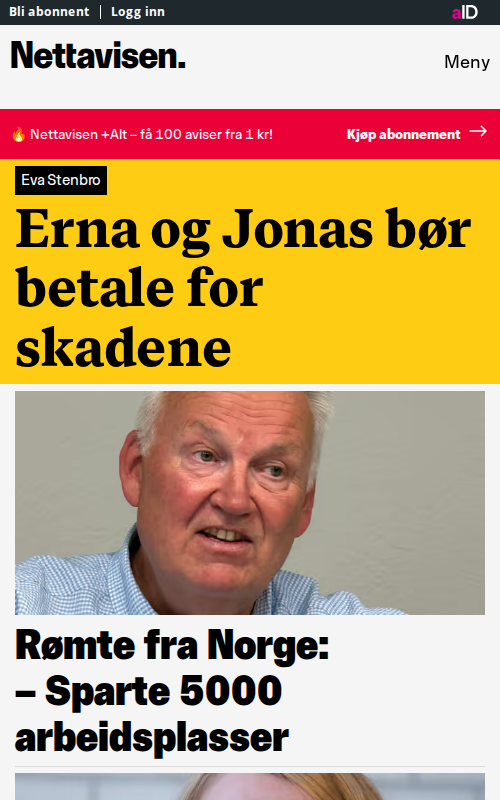 Bli abonnent | Logg inn
aID
Nettavisen.
Meny
🔥 Nettavisen +Alt – få 100 aviser fra 1 kr!
Kjøp abonnement →
Eva Stenbro
Erna og Jonas bør
betale for
skadene
Rømte fra Norge:
– Sparte 5000
arbeidsplasser